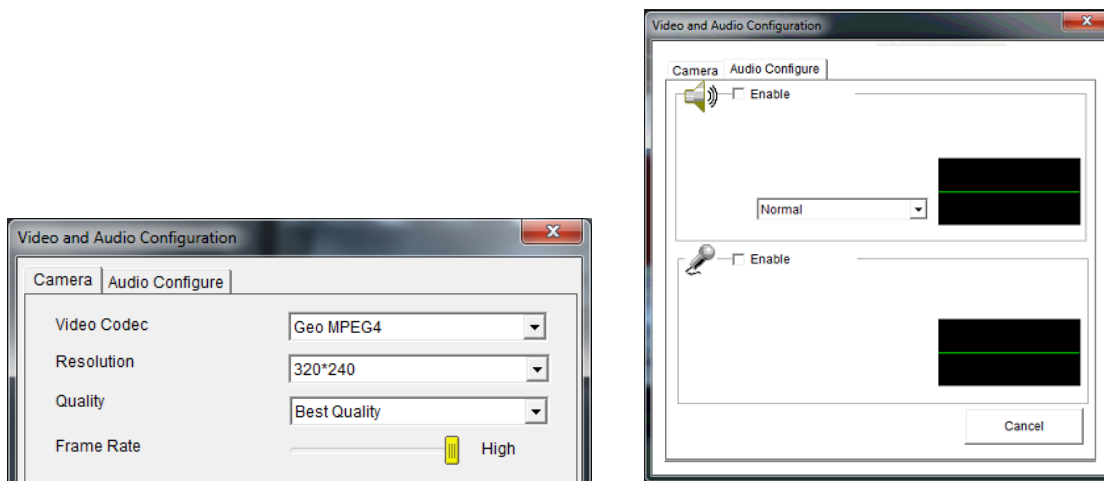 Video and Audio Configuration
Camera Audio Configure
Video Codec Geo MPEG4
Resolution 320*240
Quality Best Quality
Frame Rate High
Video and Audio Configuration
Camera Audio Configure
Enable
Normal
Enable
Cancel